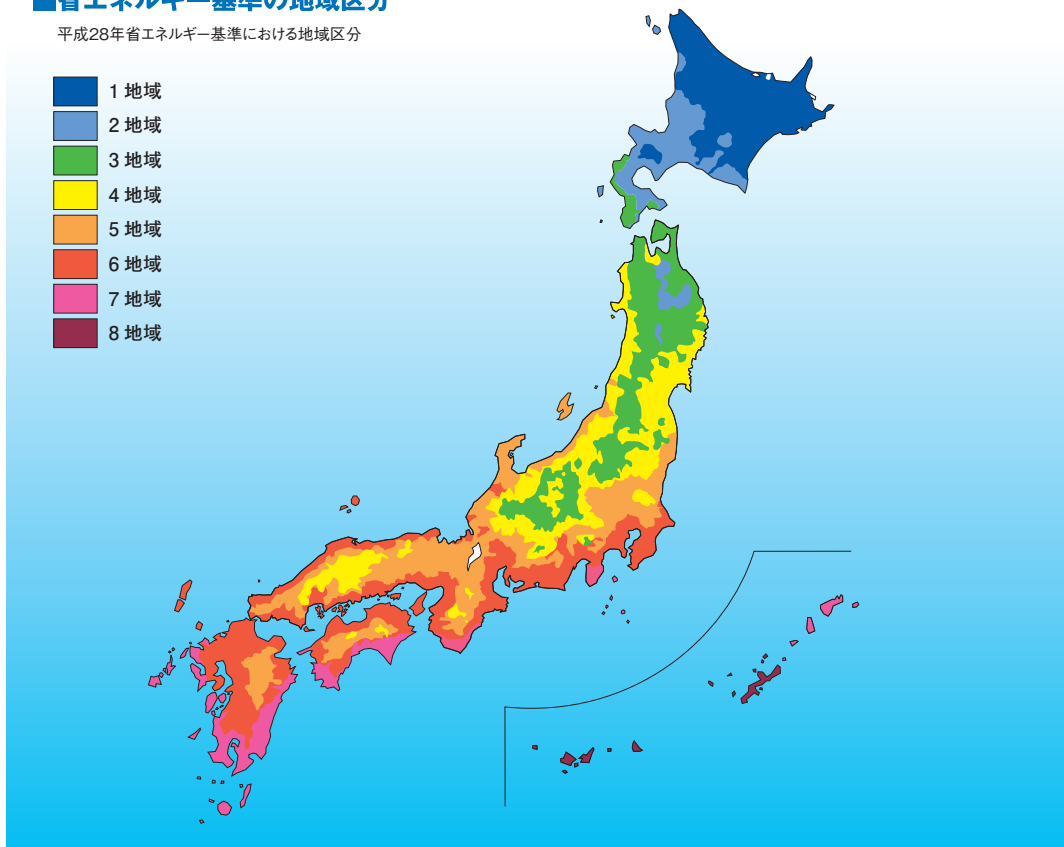 ■省エネルギー基準の地域区分
平成28年省エネルギー基準における地域区分
1 地域
2 地域
3 地域
4 地域
5 地域
6 地域
7 地域
8 地域